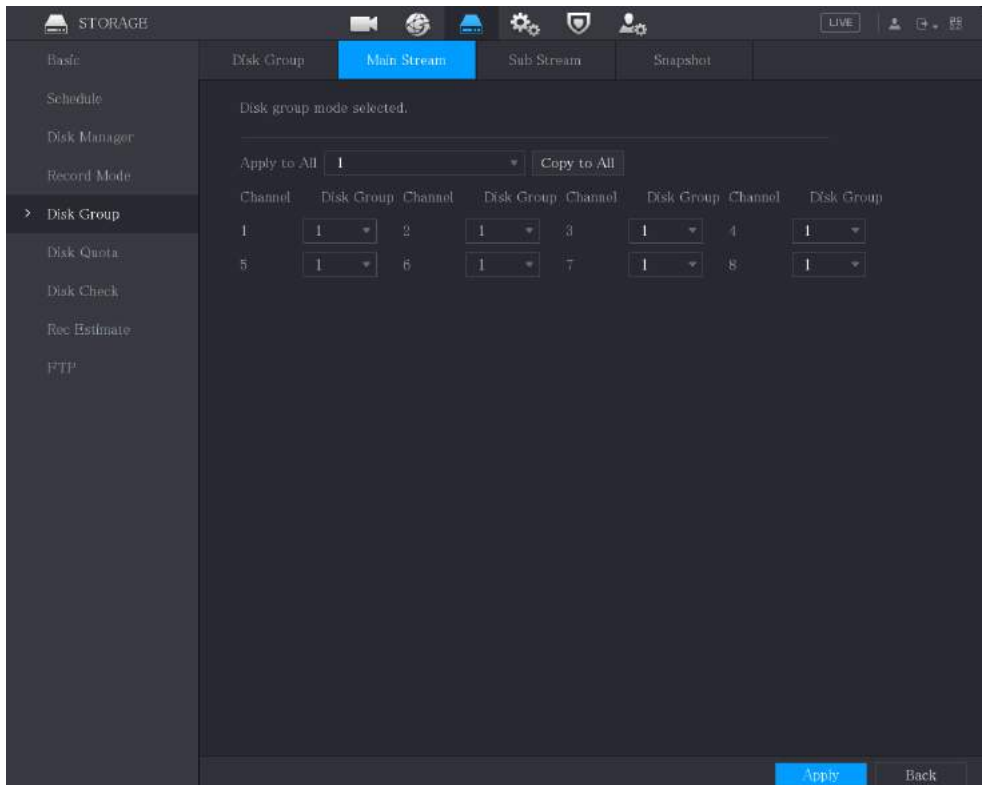 STORAGE LIVE
Basic
Schedule
Disk Manager
Record Mode
> Disk Group
Disk Quota
Disk Check
Rec Estimate
FTP
Disk Group Main Stream Sub Stream Snapshot
Disk group mode selected.
Apply to All 1 Copy to All
Channel Disk Group Channel Disk Group Channel Disk Group Channel Disk Group
1 1 2 1 3 1 4 1
5 1 6 1 7 1 8 1
Apply Back